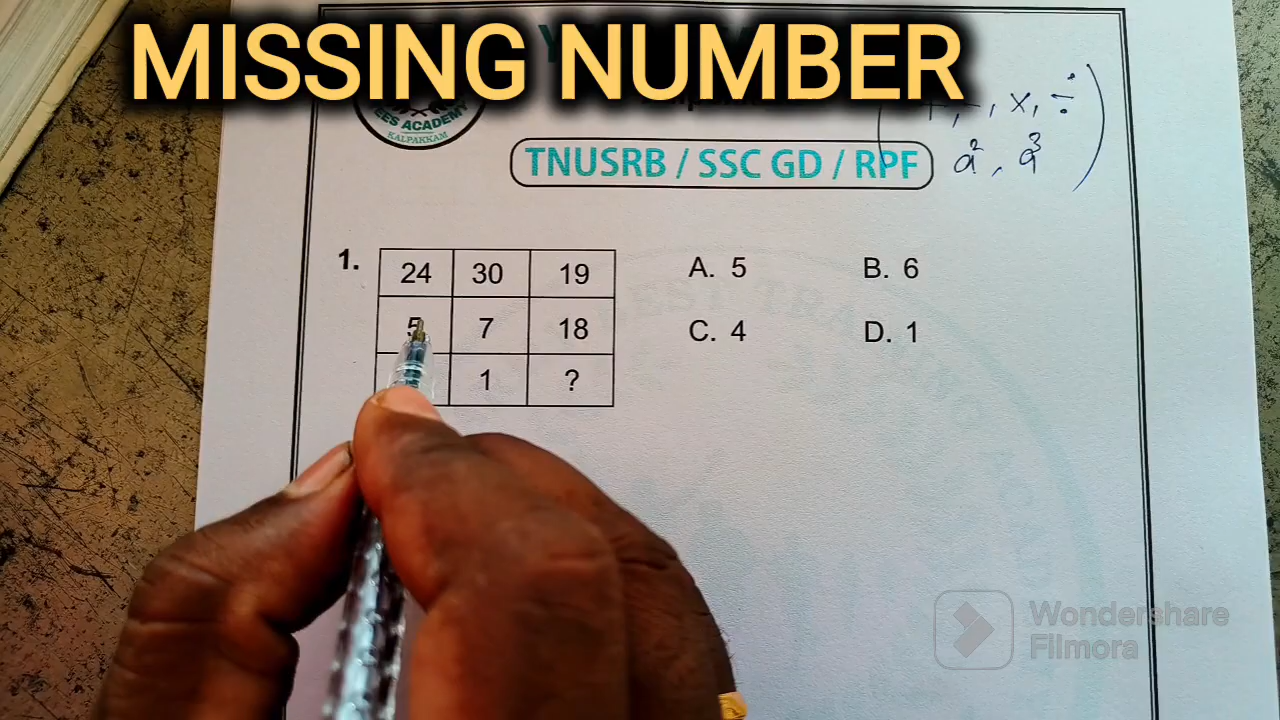 MISSING NUMBER
EES ACADEMY
KALPAKKAM
, x, ÷
a², a³
TNUSRB / SSC GD / RPF
1. 24 30 19 A. 5 B. 6
5 7 18 C. 4 D. 1
1 ?
Wondershare
Filmora